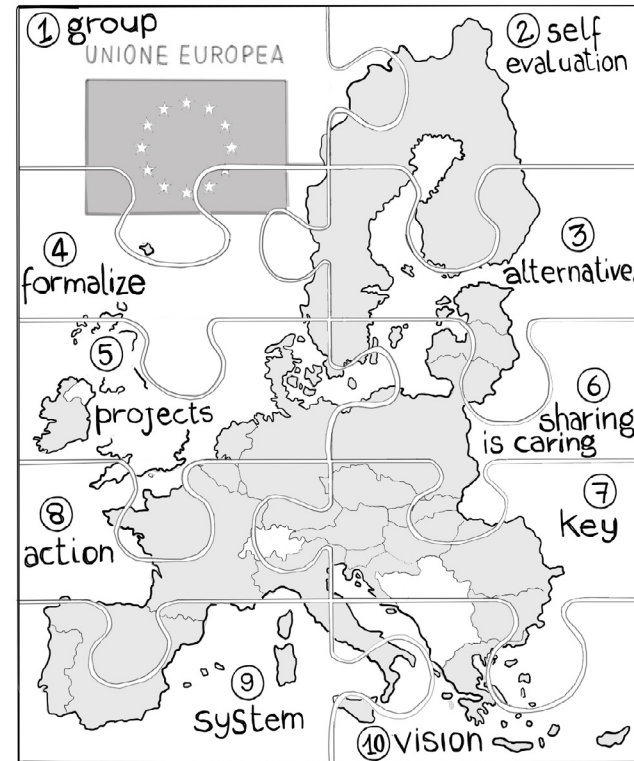 1 group
UNIONE EUROPEA
2 self
evaluation
3
alternative
4
formalize
5
projects
6
sharing
is caring
7
key
8
action
9
system
10 vision